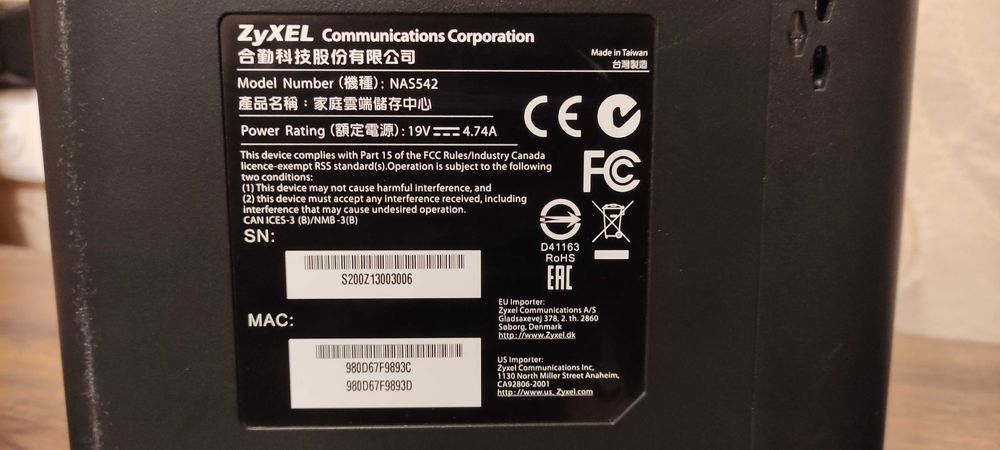 ZyXEL Communications Corporation
合勤科技股份有限公司
Made in Taiwan
台灣製造
Model Number (機種): NAS542
產品名稱：家庭雲端儲存中心
Power Rating (額定電源): 19V 4.74A
This device complies with Part 15 of the FCC Rules/Industry Canada
licence-exempt RSS standard(s).Operation is subject to the following
two conditions:
(1) This device may not cause harmful interference, and
(2) this device must accept any interference received, including
interference that may cause undesired operation.
CAN ICES-3 (B)/NMB -3(B)
CE
FC
D41163
RoHS
EAC
SN:
S200Z13003006
MAC:
980D67F9893C
980D67F9893D
EU Importer:
Zyxel Communications A/S
Gladsaxevej 378, 2. th. 2860
Søborg, Denmark
http://www.Zyxel.dk
US Importer:
Zyxel Communications Inc,
1130 North Miller Street Anaheim,
CA92806-2001
http://www.us. Zyxel.com